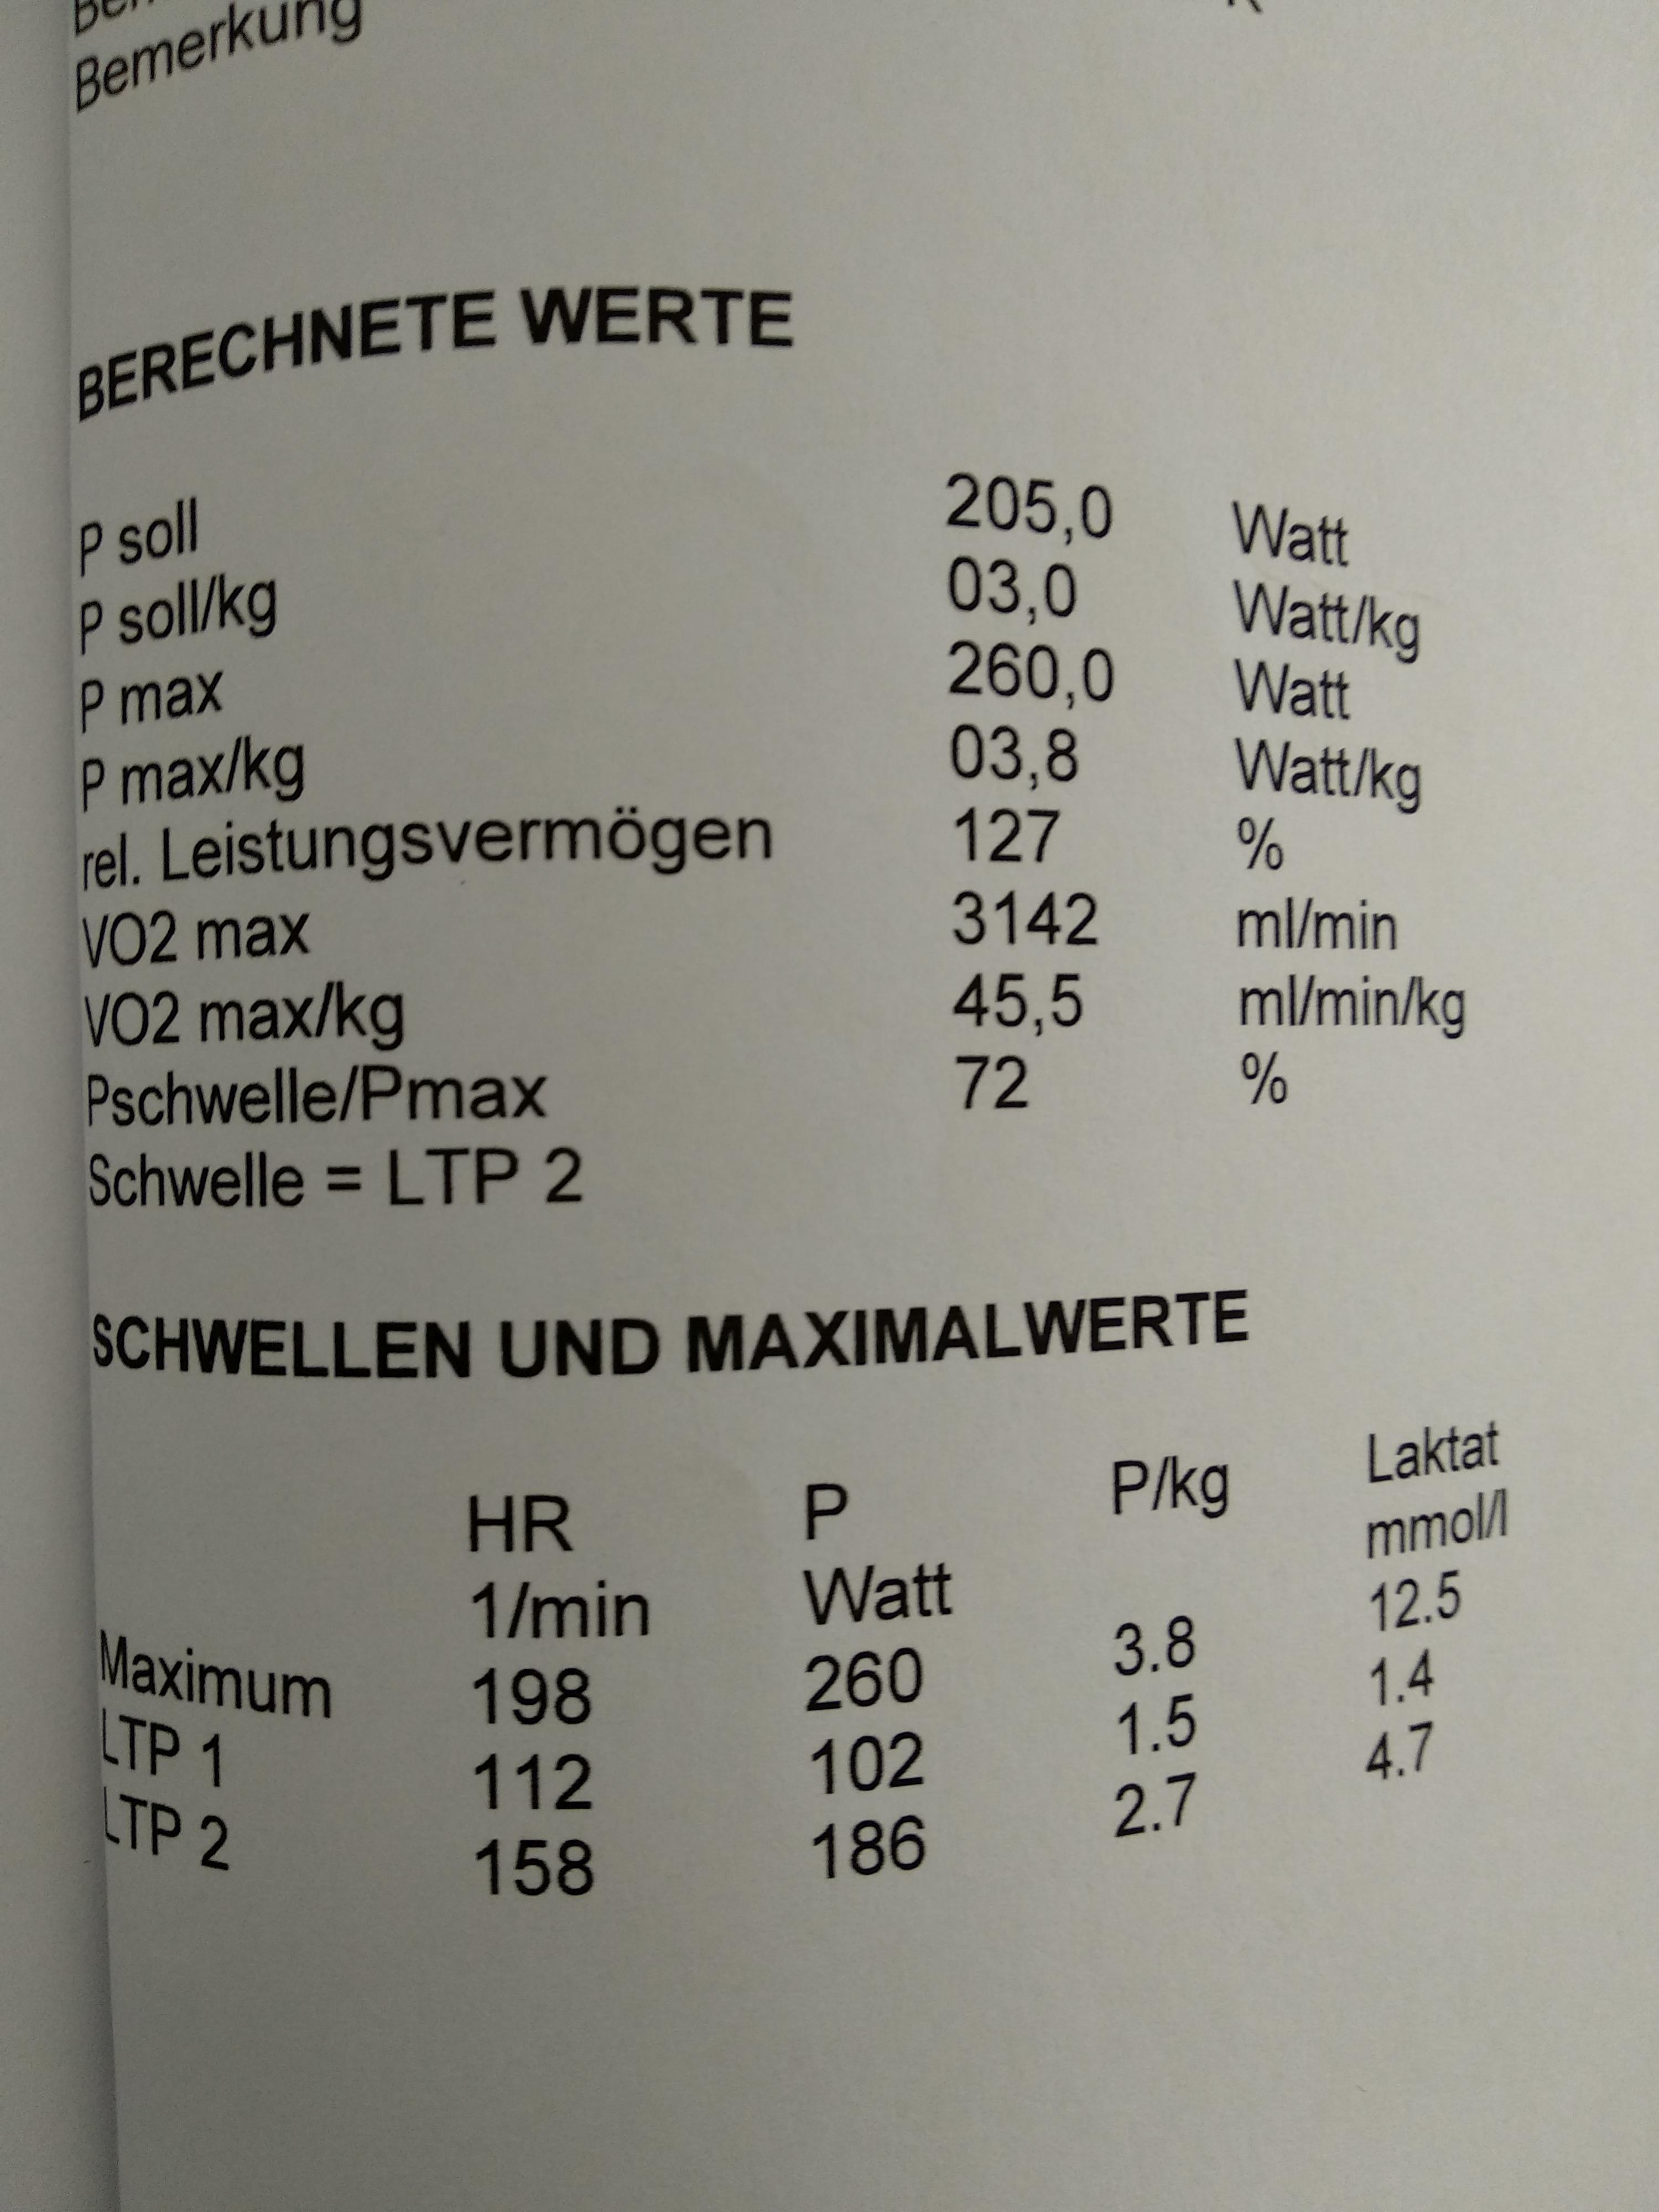 Bemerkung
BERECHNETE WERTE
P soll 205,0 Watt
P soll/kg 03,0 Watt/kg
P max 260,0 Watt
P max/kg 03,8 Watt/kg
rel. Leistungsvermögen 127 %
VO2 max 3142 ml/min
VO2 max/kg 45,5 ml/min/kg
Pschwelle/Pmax 72 %
Schwelle = LTP 2
SCHWELLEN UND MAXIMALWERTE
HR P P/kg Laktat
1/min Watt mmol/l
Maximum 198 260 3.8 12.5
LTP 1 112 102 1.5 1.4
LTP 2 158 186 2.7 4.7